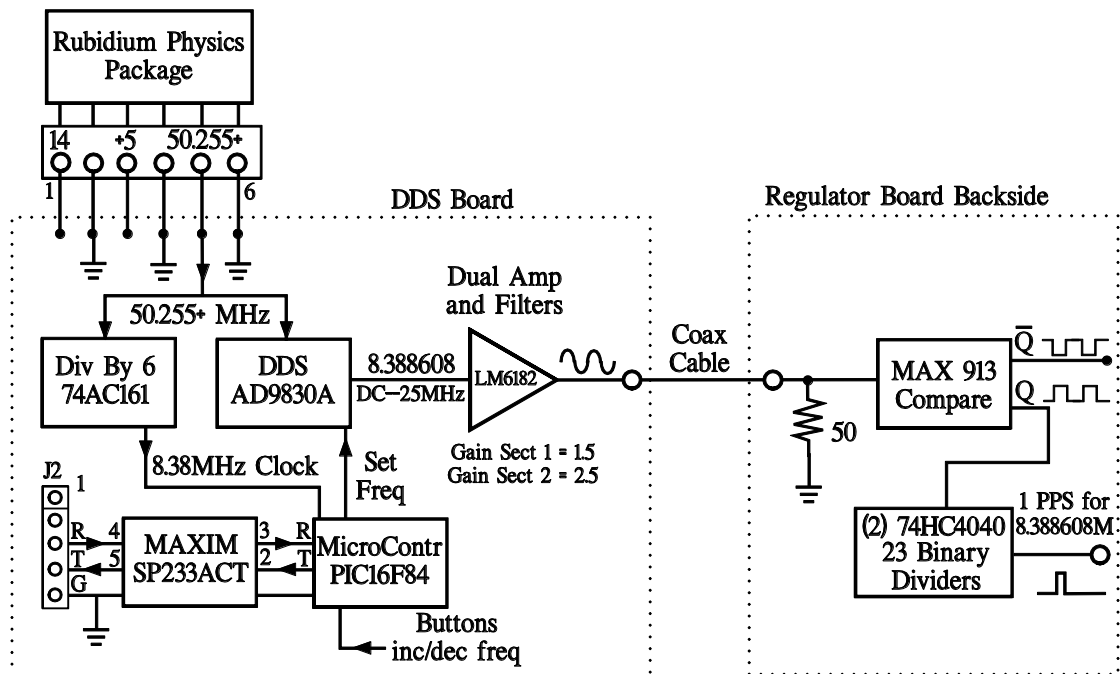 Rubidium Physics
Package
14 +5 50.255+
1 6
DDS Board
Regulator Board Backside
50.255+ MHz
Dual Amp
and Filters
Div By 6
74AC161
DDS
AD9830A
8.388608
DC-25MHz
LM6182
Coax
Cable
MAX 913
Compare
Q̅
Q
50
Gain Sect 1 = 1.5
Gain Sect 2 = 2.5
8.38MHz Clock
Set
Freq
J2
1
R 4
T 5
G
MAXIM
SP233ACT
3 R
2 T
MicroContr
PIC16F84
Buttons
inc/dec freq
(2) 74HC4040
23 Binary
Dividers
1 PPS for
8.388608M